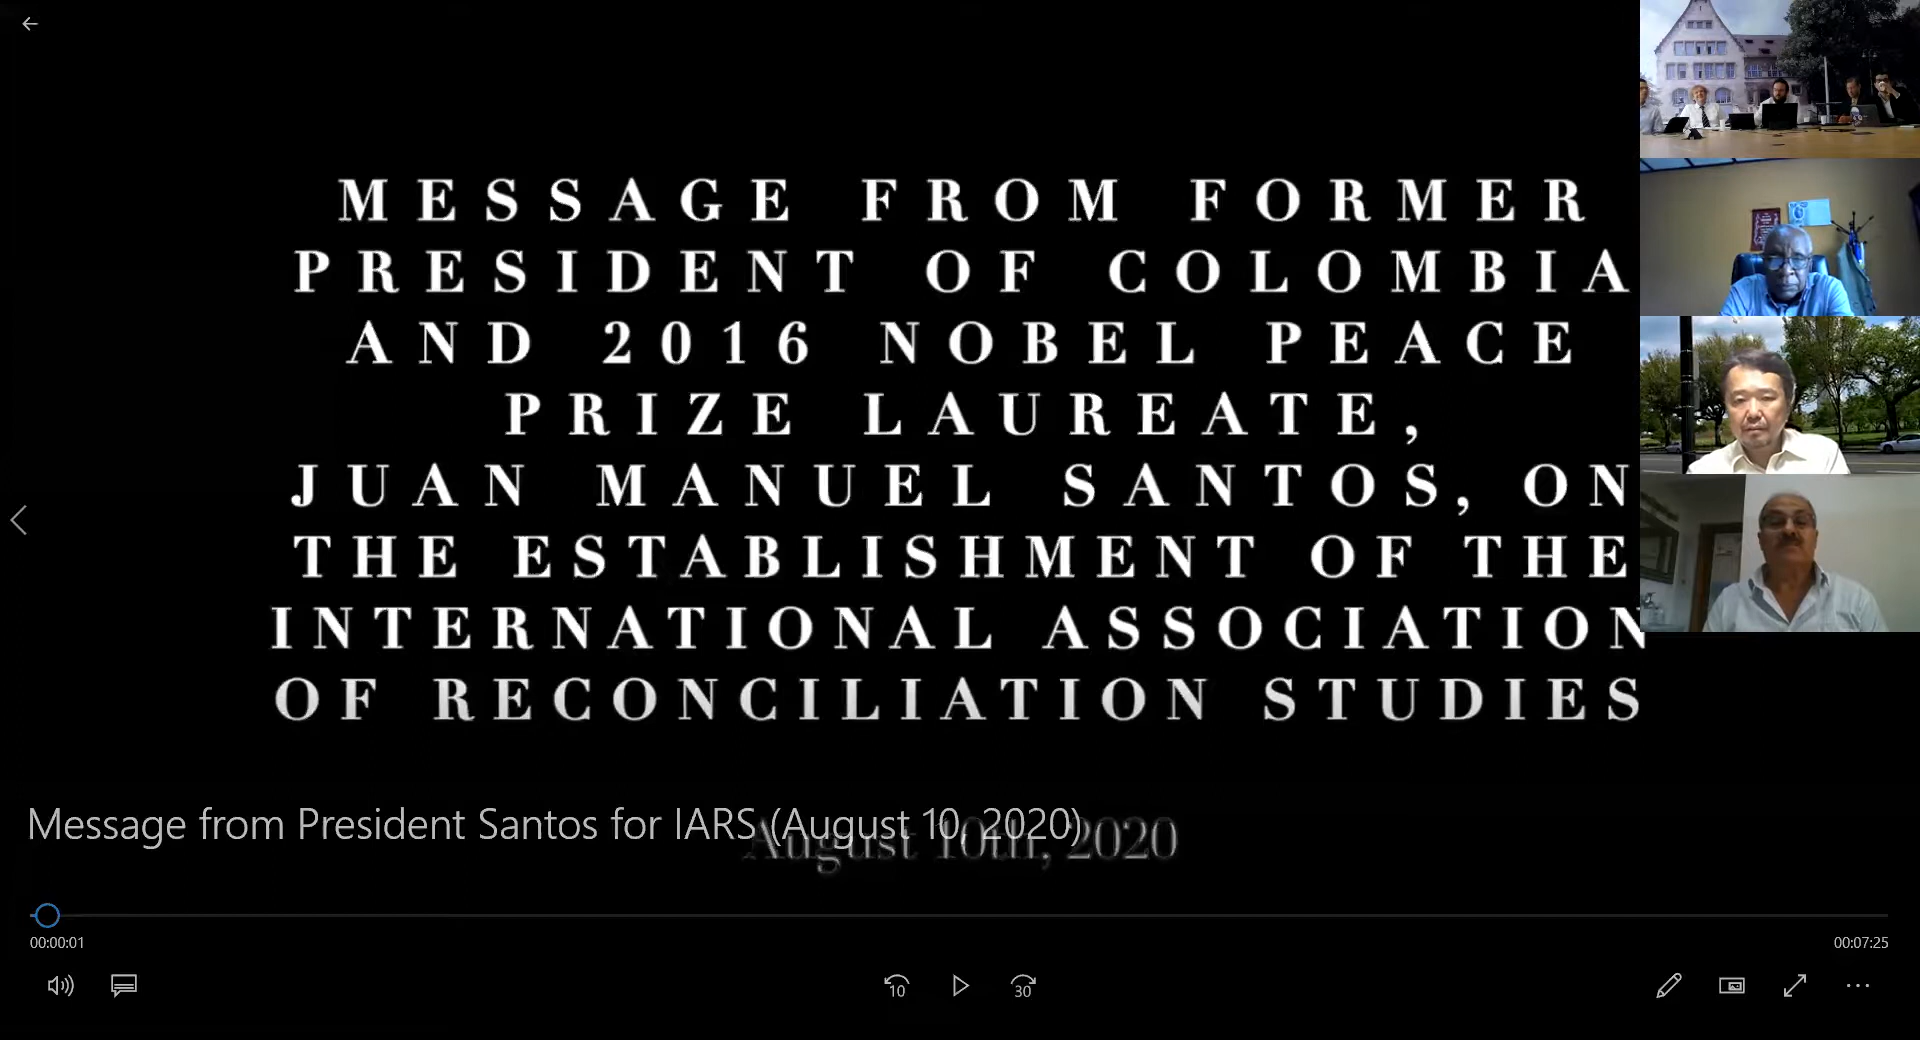 MESSAGE FROM FORMER
PRESIDENT OF COLOMBIA
AND 2016 NOBEL PEACE
PRIZE LAUREATE,
JUAN MANUEL SANTOS, ON
THE ESTABLISHMENT OF THE
INTERNATIONAL ASSOCIATION
OF RECONCILIATION STUDIES
Message from President Santos for IARS (August 10, 2020)
August 10th, 2020
00:00:01
00:07:25
10
30